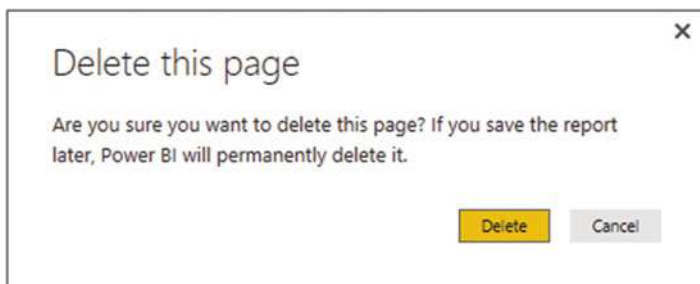 Delete this page
Are you sure you want to delete this page? If you save the report
later, Power BI will permanently delete it.
Delete Cancel